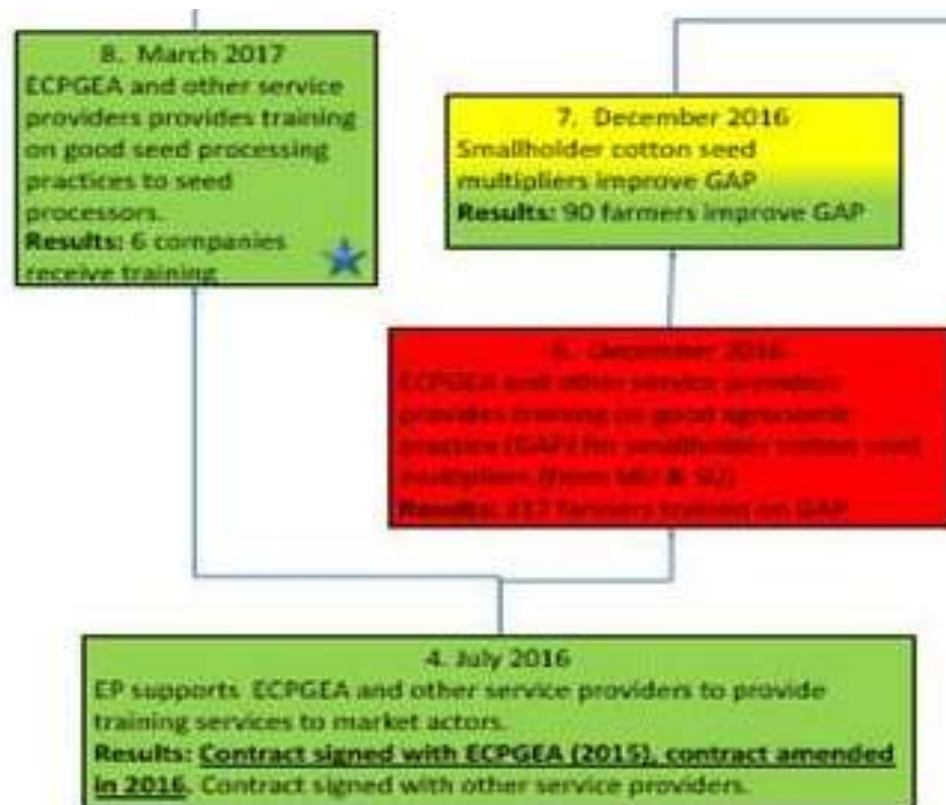 8. March 2017
ECPGEA and other service
providers provides training
on good seed processing
practices to seed
processors.
Results: 6 companies
receive training
7. December 2016
Smallholder cotton seed
multipliers improve GAP
Results: 90 farmers improve GAP
December 2016
ECPGEA and other service providers
provides training on good agronomic
practice (GAP) for smallholder cotton seed
multipliers (from
Results: farmers trained on GAP
4. July 2016
EP supports ECPGEA and other service providers to provide
training services to market actors.
Results: Contract signed with ECPGEA (2015), contract amended
in 2016. Contract signed with other service providers.